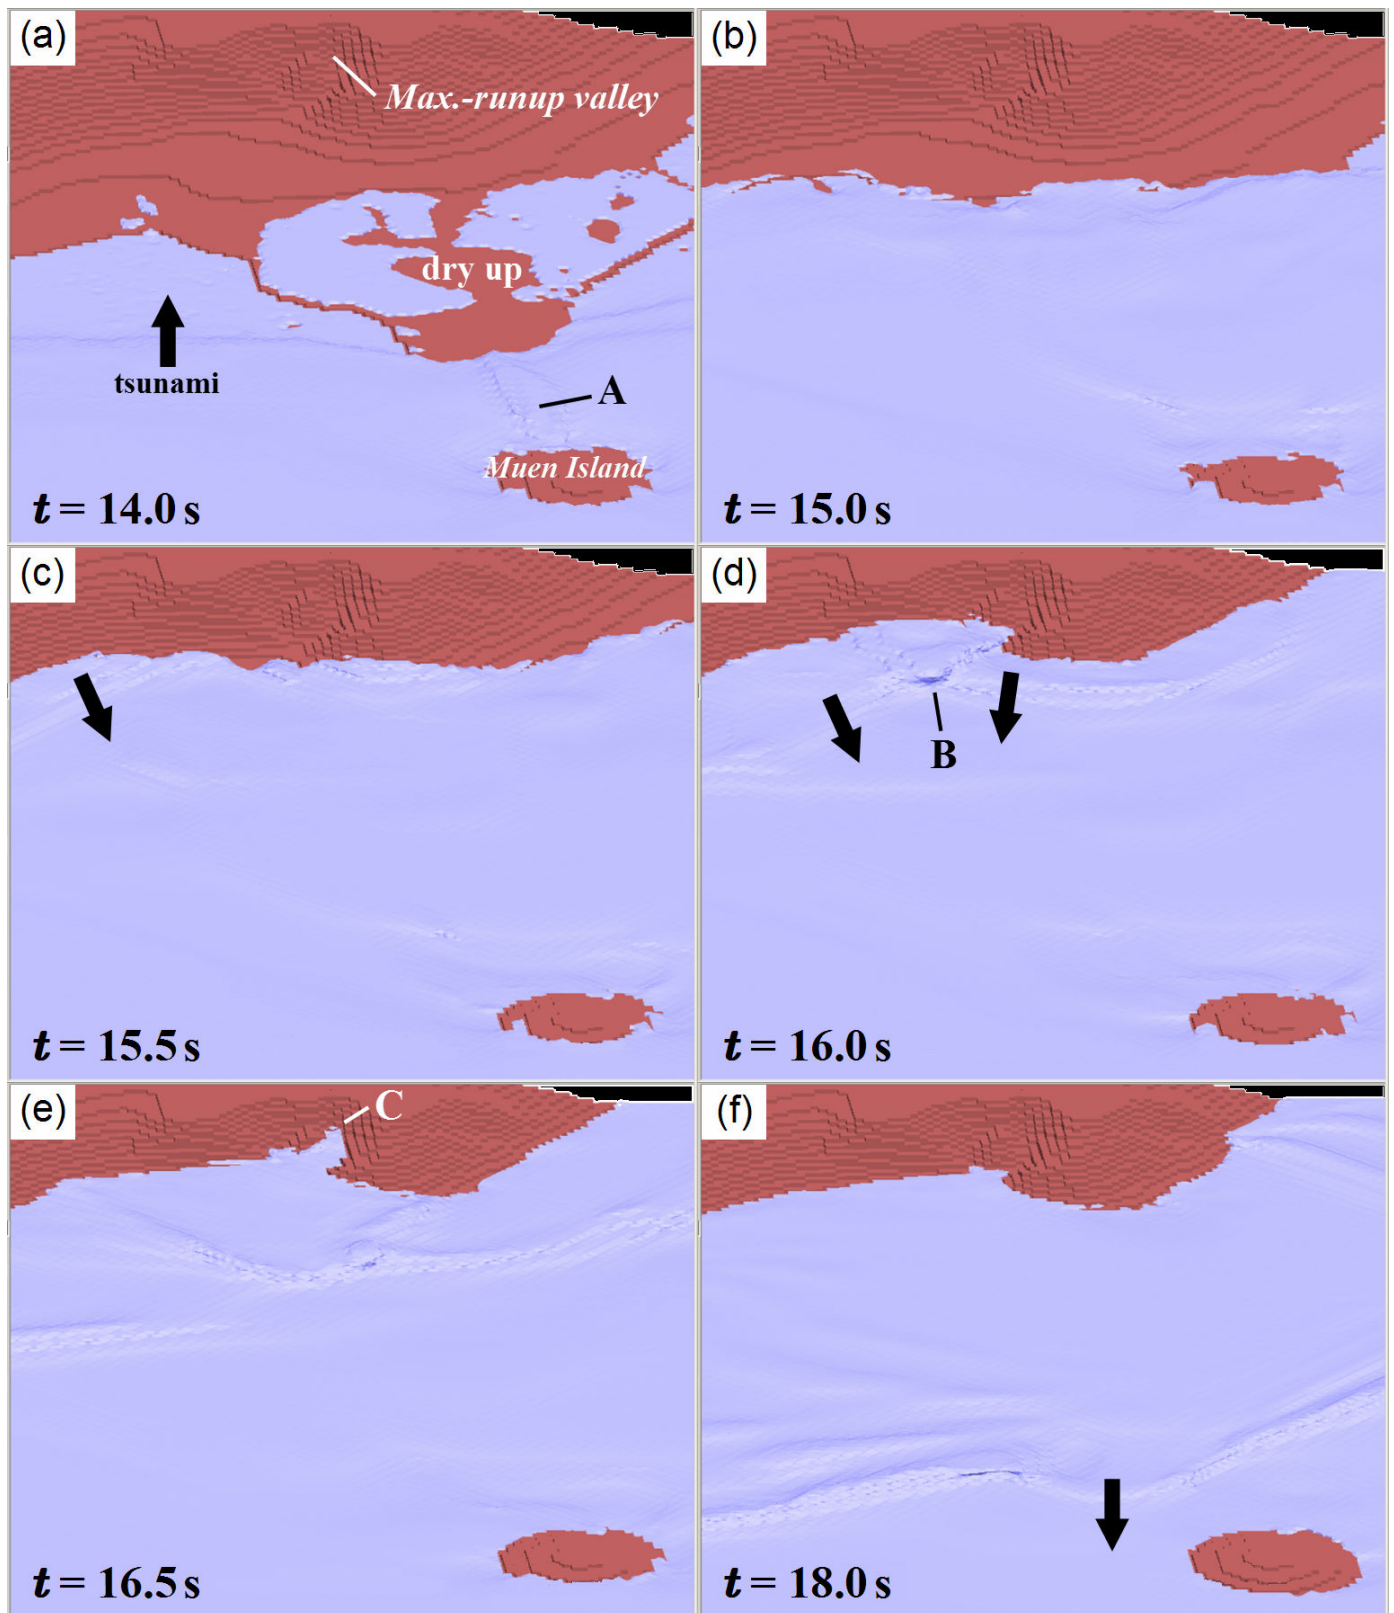 (a)
Max.-runup valley
dry up
tsunami
A
Muen Island
t = 14.0 s
(b)
t = 15.0 s
(c)
t = 15.5 s
(d)
B
t = 16.0 s
(e)
C
t = 16.5 s
(f)
t = 18.0 s